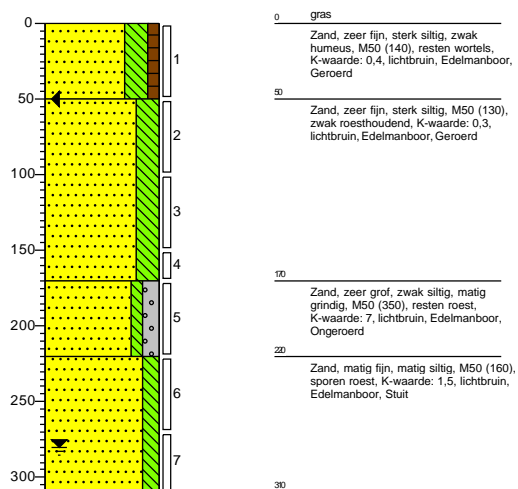 0
50
100
150
200
250
300
1
2
3
4
5
6
7
0 gras
Zand, zeer fijn, sterk siltig, zwak
humeus, M50 (140), resten wortels,
K-waarde: 0,4, lichtbruin, Edelmanboor,
Geroerd
50
Zand, zeer fijn, sterk siltig, M50 (130),
zwak roesthoudend, K-waarde: 0,3,
lichtbruin, Edelmanboor, Geroerd
170
Zand, zeer grof, zwak siltig, matig
grindig, M50 (350), resten roest,
K-waarde: 7, lichtbruin, Edelmanboor,
Ongeroerd
220
Zand, matig fijn, matig siltig, M50 (160),
sporen roest, K-waarde: 1,5, lichtbruin,
Edelmanboor, Stuit
310